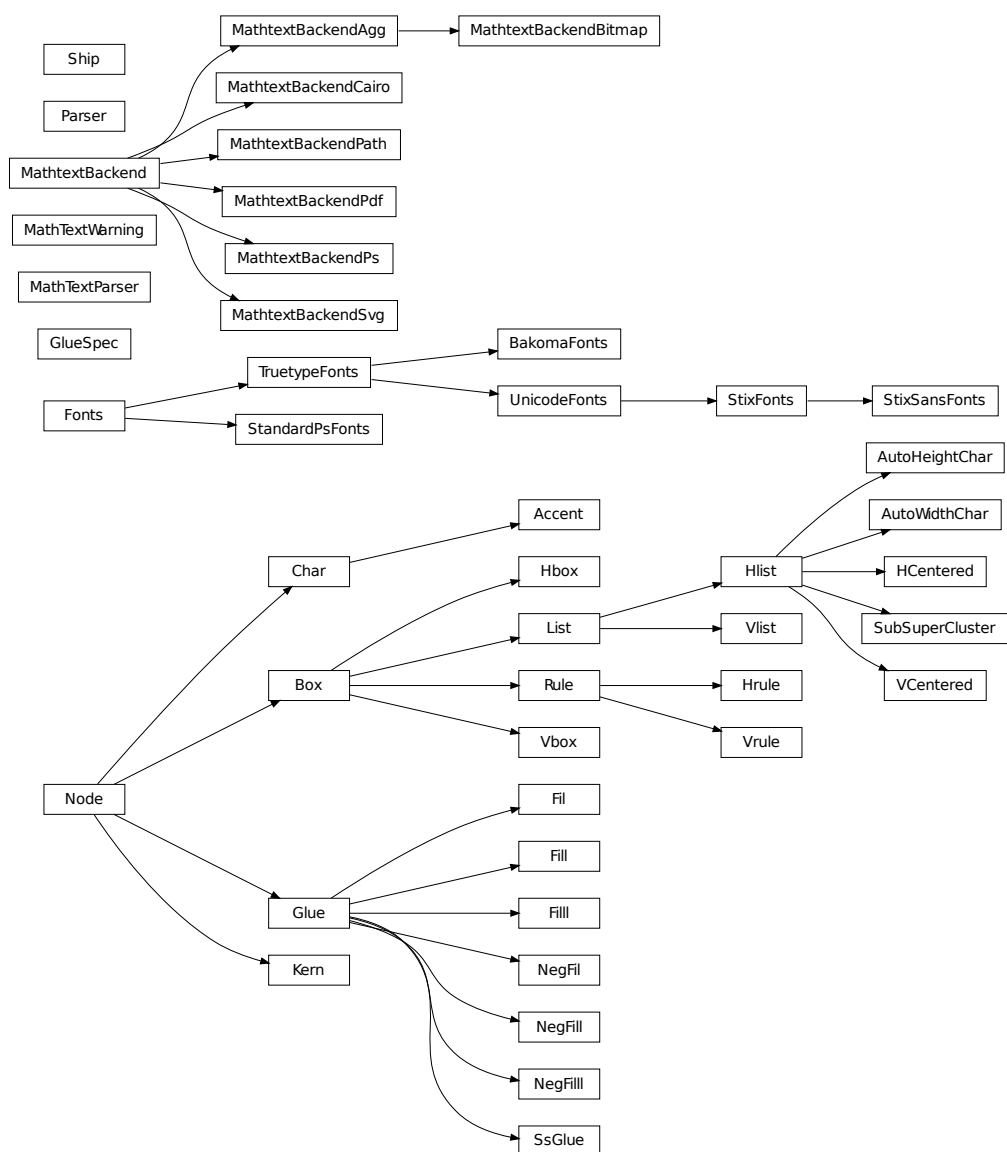 MathtextBackendAgg
MathtextBackendBitmap
Ship
MathtextBackendCairo
Parser
MathtextBackendPath
MathtextBackend
MathtextBackendPdf
MathTextWarning
MathtextBackendPs
MathTextParser
MathtextBackendSvg
GlueSpec
BakomaFonts
TruetypeFonts
UnicodeFonts
StixFonts
StixSansFonts
Fonts
StandardPsFonts
AutoHeightChar
Accent
AutoWidthChar
Char
Hbox
Hlist
HCentered
List
Vlist
SubSuperCluster
Box
Rule
Hrule
VCentered
Vbox
Vrule
Node
Fil
Fill
Glue
Filll
Kern
NegFil
NegFill
NegFilll
SsGlue